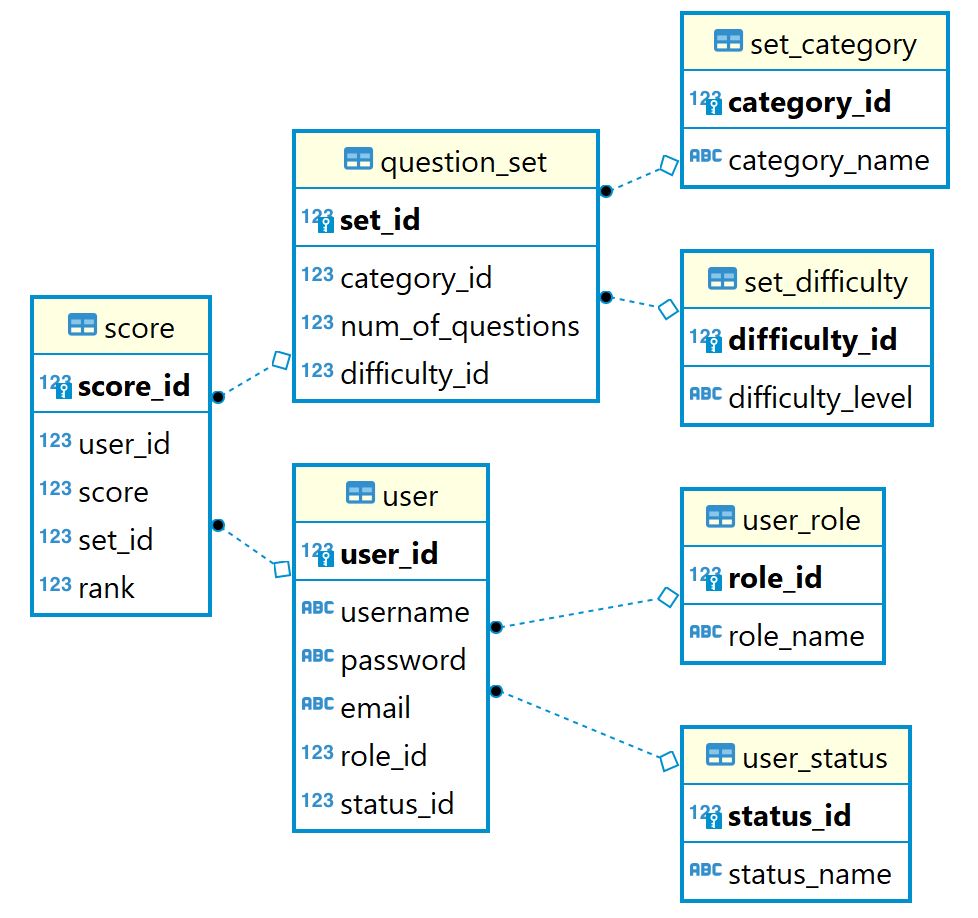 set_category
123 category_id
ABC category_name
question_set
123 set_id
123 category_id
123 num_of_questions
123 difficulty_id
set_difficulty
123 difficulty_id
ABC difficulty_level
score
123 score_id
123 user_id
123 score
123 set_id
123 rank
user
123 user_id
ABC username
ABC password
ABC email
123 role_id
123 status_id
user_role
123 role_id
ABC role_name
user_status
123 status_id
ABC status_name